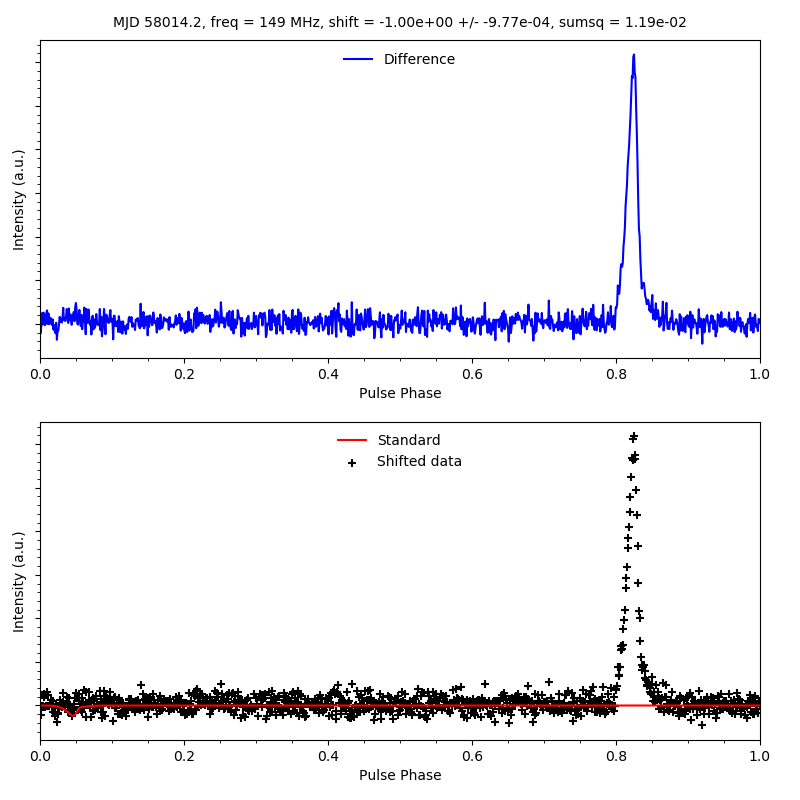 MJD 58014.2, freq = 149 MHz, shift = -1.00e+00 +/- -9.77e-04, sumsq = 1.19e-02
Difference
Intensity (a.u.)
0.0 0.2 0.4 0.6 0.8 1.0
Pulse Phase
Standard
Shifted data
Intensity (a.u.)
0.0 0.2 0.4 0.6 0.8 1.0
Pulse Phase